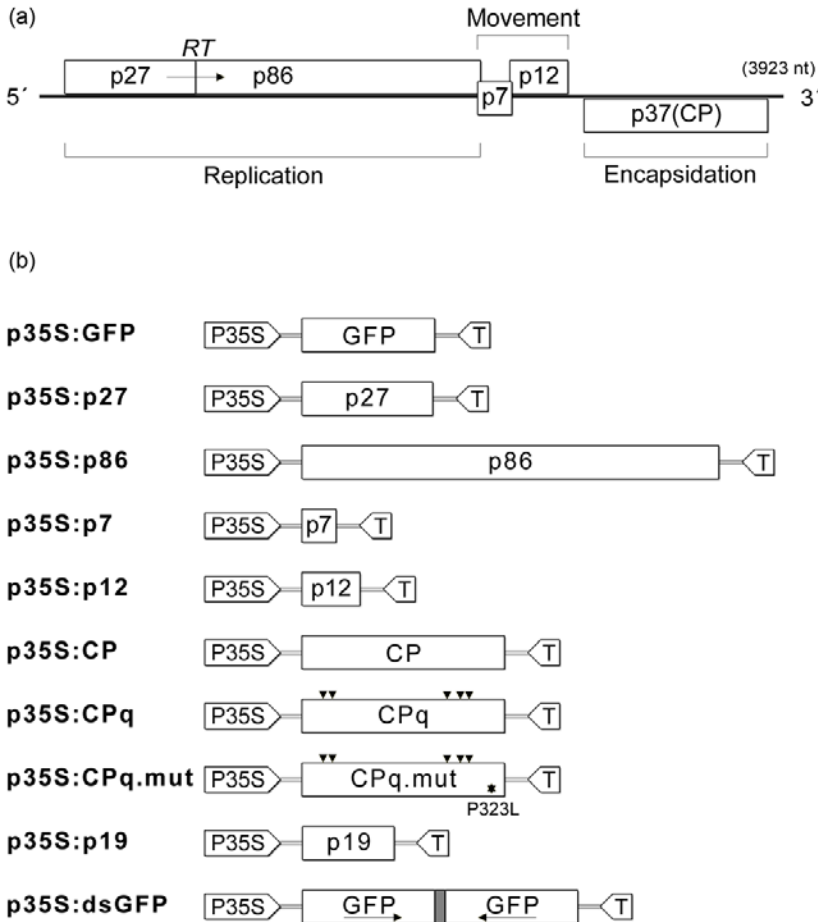 (a)
Movement
RT
p27 p86 p12 (3923 nt)
5´ p7 3´
p37(CP)
Replication Encapsidation
(b)
p35S:GFP P35S GFP T
p35S:p27 P35S p27 T
p35S:p86 P35S p86 T
p35S:p7 P35S p7 T
p35S:p12 P35S p12 T
p35S:CP P35S CP T
p35S:CPq P35S CPq T
p35S:CPq.mut P35S CPq.mut T
P323L
p35S:p19 P35S p19 T
p35S:dsGFP P35S GFP GFP T